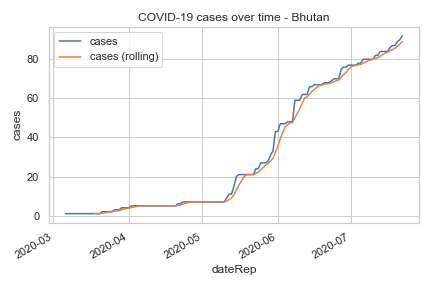 COVID-19 cases over time - Bhutan
cases
cases (rolling)
80
60
40
20
0
cases
2020-03
2020-04
2020-05
2020-06
2020-07
dateRep